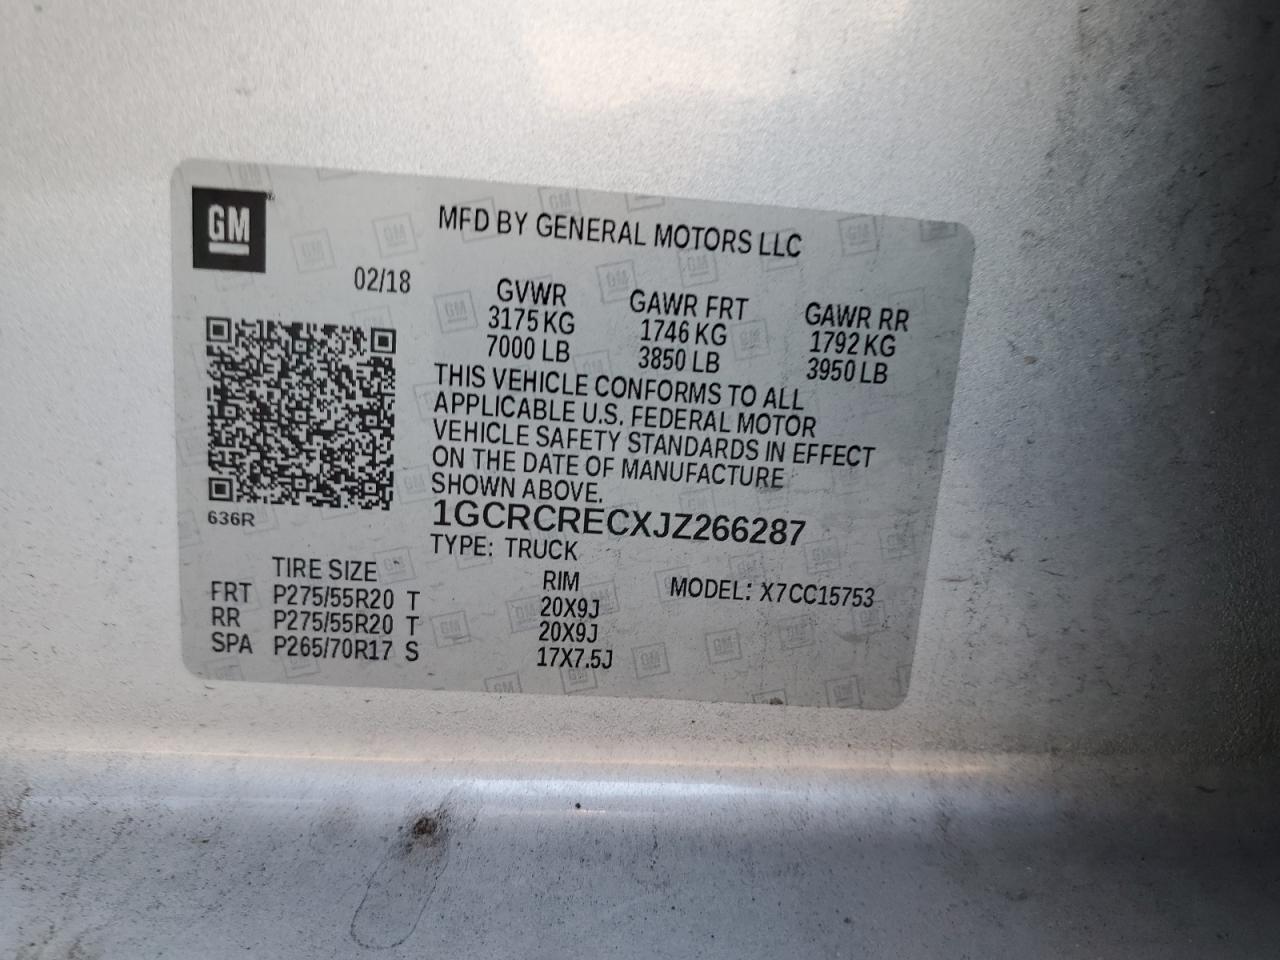 GM
MFD BY GENERAL MOTORS LLC
02/18
GVWR GAWR FRT GAWR RR
3175 KG 1746 KG 1792 KG
7000 LB 3850 LB 3950 LB
THIS VEHICLE CONFORMS TO ALL
APPLICABLE U.S. FEDERAL MOTOR
VEHICLE SAFETY STANDARDS IN EFFECT
ON THE DATE OF MANUFACTURE
SHOWN ABOVE.
636R
1GCRCRECXJZ266287
TYPE: TRUCK
TIRE SIZE RIM MODEL: X7CC15753
FRT P275/55R20 T 20X9J
RR P275/55R20 T 20X9J
SPA P265/70R17 S 17X7.5J